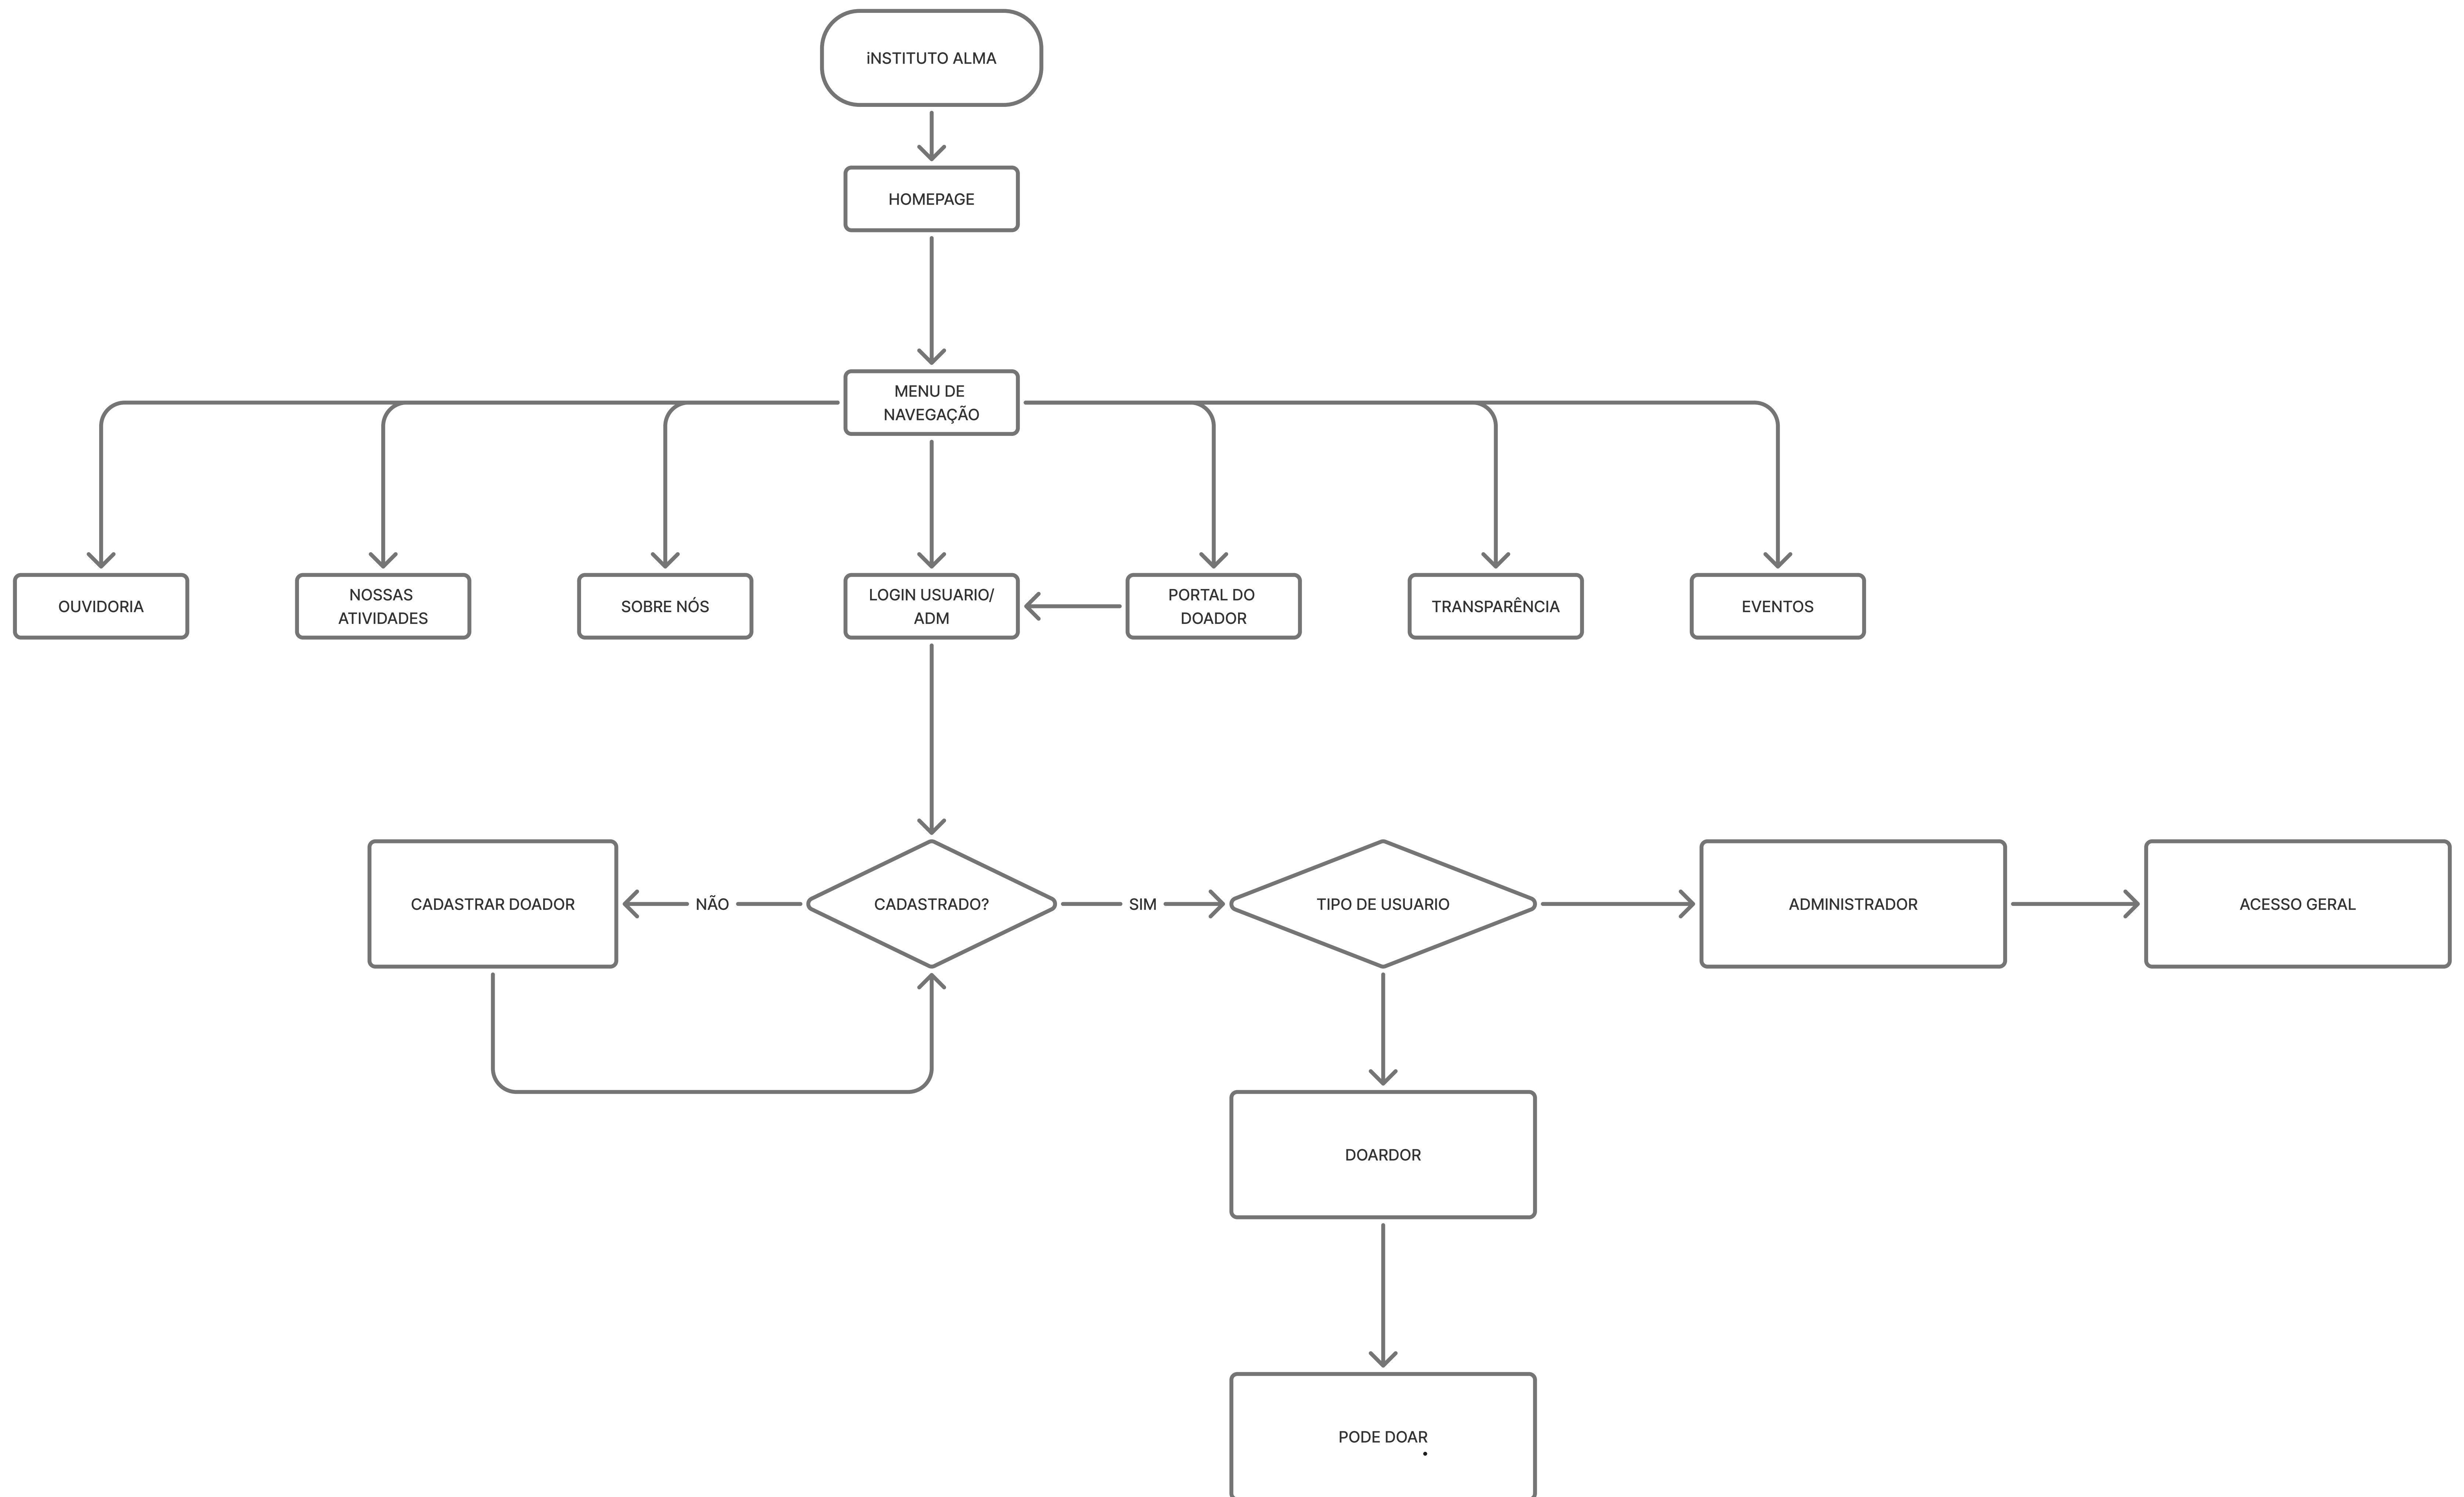 iNSTITUTO ALMA
HOMEPAGE
MENU DE
NAVEGAÇÃO
OUVIDORIA
NOSSAS
ATIVIDADES
SOBRE NÓS
LOGIN USUARIO/
ADM
PORTAL DO
DOADOR
TRANSPARÊNCIA
EVENTOS
CADASTRAR DOADOR
NÃO
CADASTRADO?
SIM
TIPO DE USUARIO
ADMINISTRADOR
ACESSO GERAL
DOARDOR
PODE DOAR